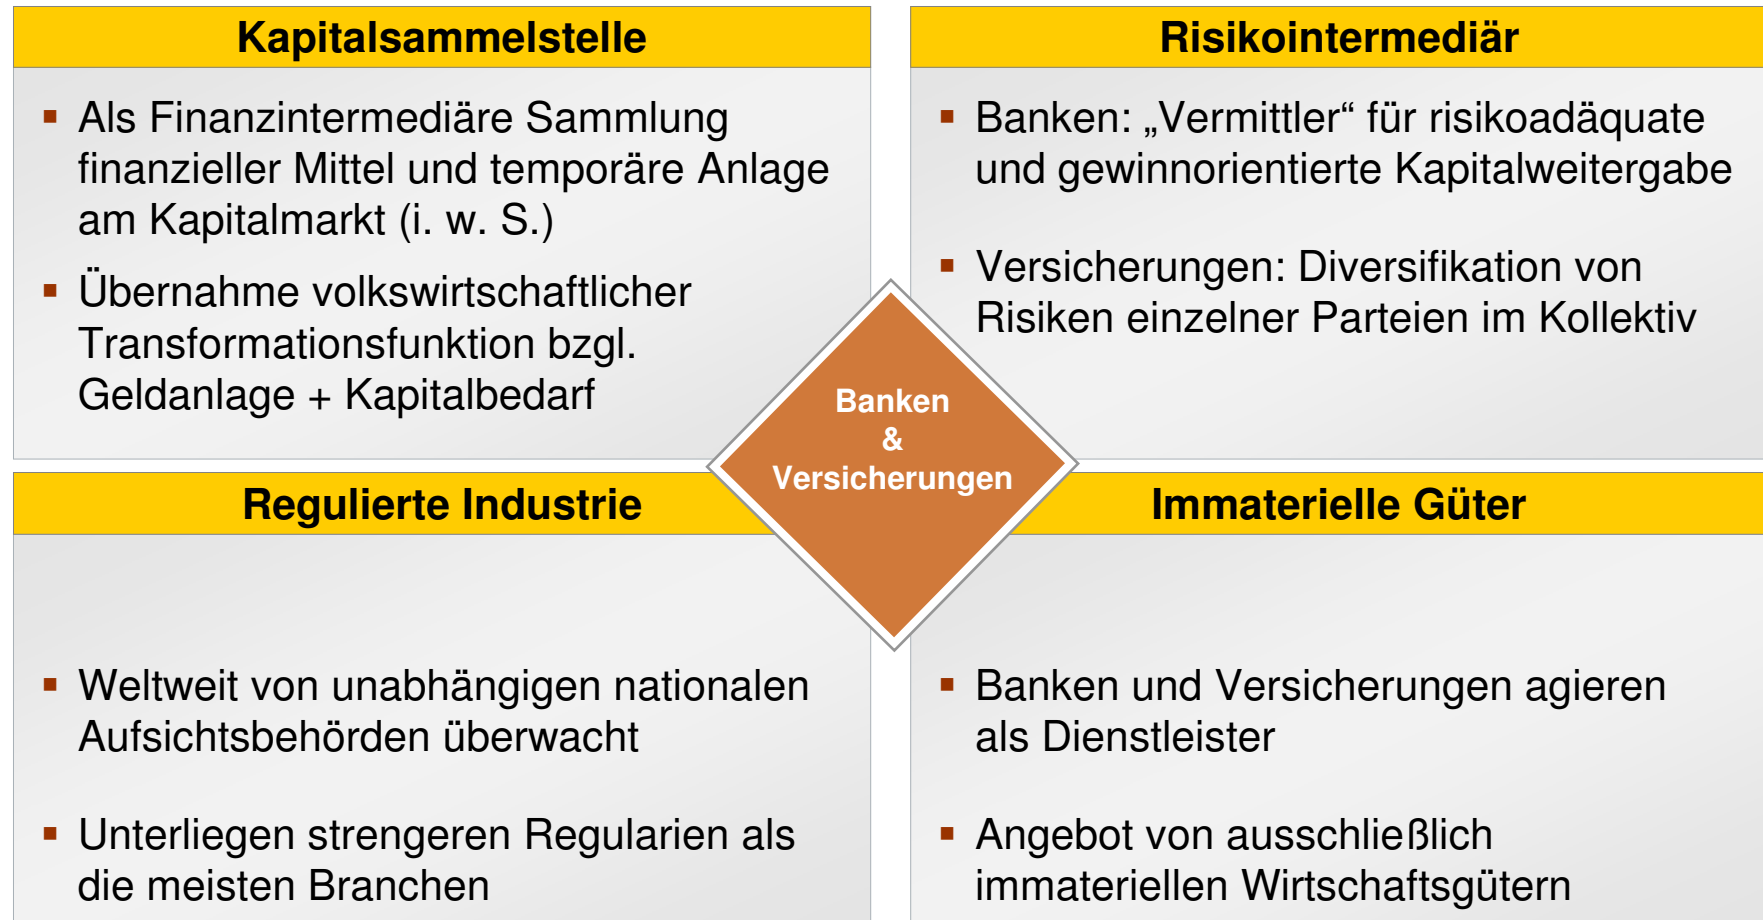 Kapitalsammelstelle
▪ Als Finanzintermediäre Sammlung
finanzieller Mittel und temporäre Anlage
am Kapitalmarkt (i. w. S.)
▪ Übernahme volkswirtschaftlicher
Transformationsfunktion bzgl.
Geldanlage + Kapitalbedarf
Risikointermediär
▪ Banken: „Vermittler“ für risikoadäquate
und gewinnorientierte Kapitalweitergabe
▪ Versicherungen: Diversifikation von
Risiken einzelner Parteien im Kollektiv
Banken
&
Versicherungen
Regulierte Industrie
▪ Weltweit von unabhängigen nationalen
Aufsichtsbehörden überwacht
▪ Unterliegen strengeren Regularien als
die meisten Branchen
Immaterielle Güter
▪ Banken und Versicherungen agieren
als Dienstleister
▪ Angebot von ausschließlich
immateriellen Wirtschaftsgütern